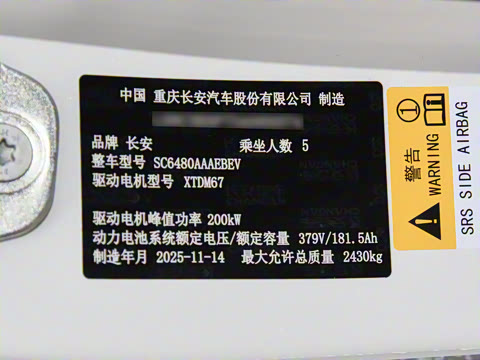 中国 重庆长安汽车股份有限公司 制造
品牌 长安 乘坐人数 5
整车型号 SC6480AAAEBEV
驱动电机型号 XTDM67
驱动电机峰值功率 200kW
动力电池系统额定电压/额定容量 379V/181.5Ah
制造年月 2025-11-14 最大允许总质量 2430kg
警告
WARNING
SRS SIDE AIRBAG